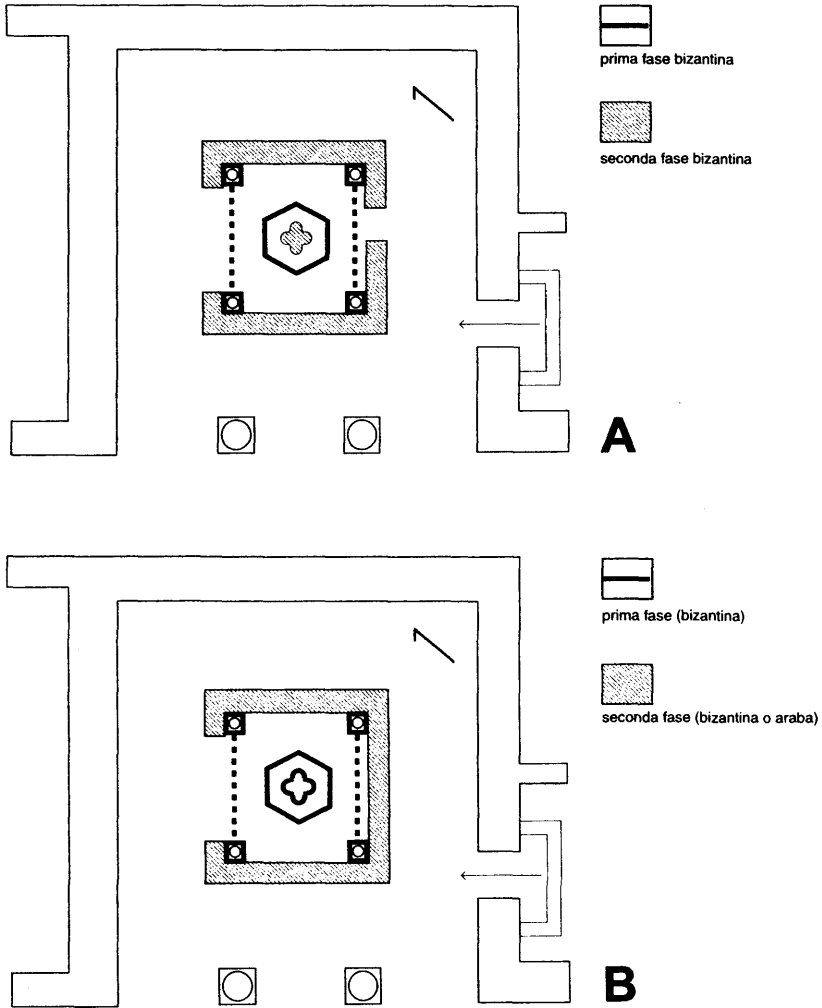 prima fase bizantina
seconda fase bizantina
A
prima fase (bizantina)
seconda fase (bizantina o araba)
B